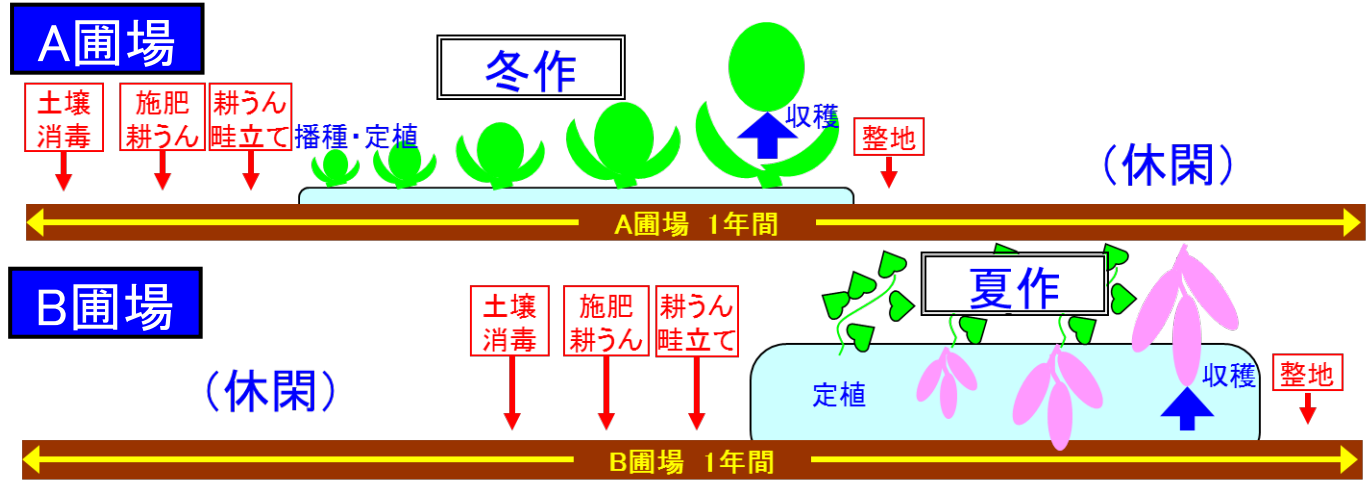 A圃場
冬作
土壌
消毒
施肥
耕うん
耕うん
畦立て
播種・定植
収穫
整地
（休閑）
A圃場 1年間
B圃場
夏作
土壌
消毒
施肥
耕うん
耕うん
畦立て
（休閑）
定植
収穫
整地
B圃場 1年間